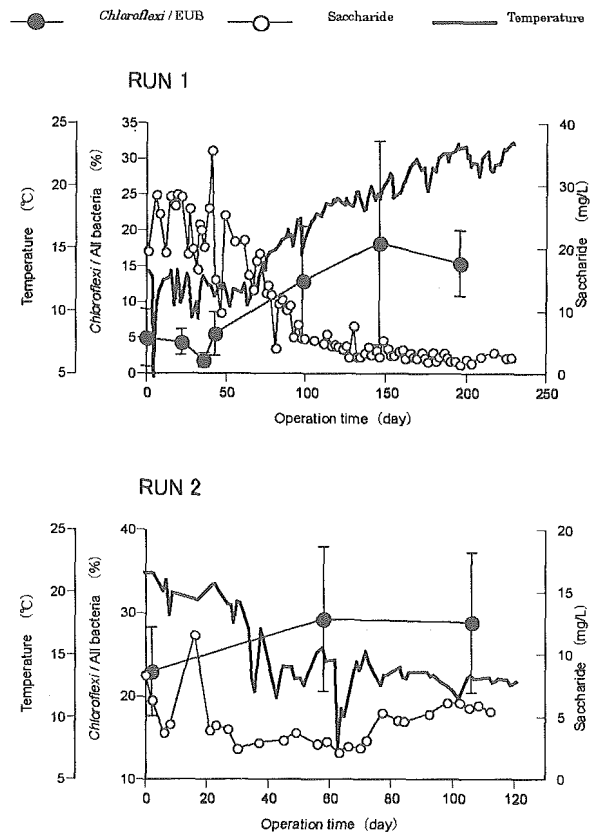 Chloroflexi / EUB Saccharide Temperature
RUN 1
Temperature (℃)
25
20
15
10
5
Chloroflexi / All bacteria (%)
35
30
25
20
15
10
5
0
Saccharide (mg/L)
40
30
20
10
0
0 50 100 150 200 250
Operation time (day)
RUN 2
Temperature (℃)
25
20
15
10
5
Chloroflexi / All bacteria (%)
40
30
20
10
Saccharide (mg/L)
20
15
10
5
0
0 20 40 60 80 100 120
Operation time (day)